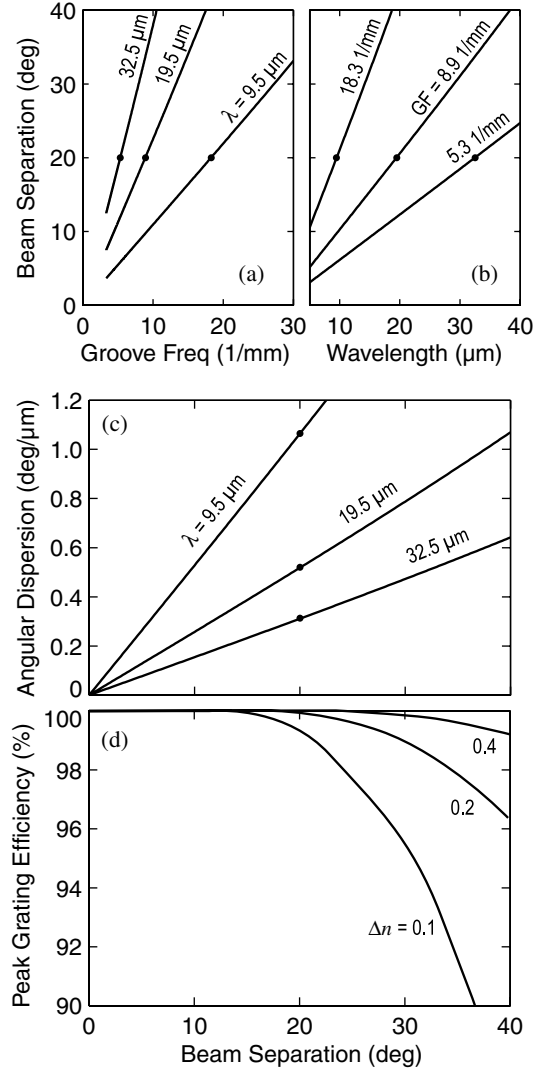 40
30
20
10
0
Beam Separation (deg)
32.5 µm
19.5 µm
λ = 9.5 µm
(a)
0 10 20 30
Groove Freq (1/mm)
18.3 1/mm
GF = 8.9 1/mm
5.3 1/mm
(b)
10 20 30 40
Wavelength (µm)
1.2
1.0
0.8
0.6
0.4
0.2
0
Angular Dispersion (deg/µm)
(c)
λ = 9.5 µm
19.5 µm
32.5 µm
100
98
96
94
92
90
Peak Grating Efficiency (%)
(d)
0.4
0.2
Δn = 0.1
0 10 20 30 40
Beam Separation (deg)